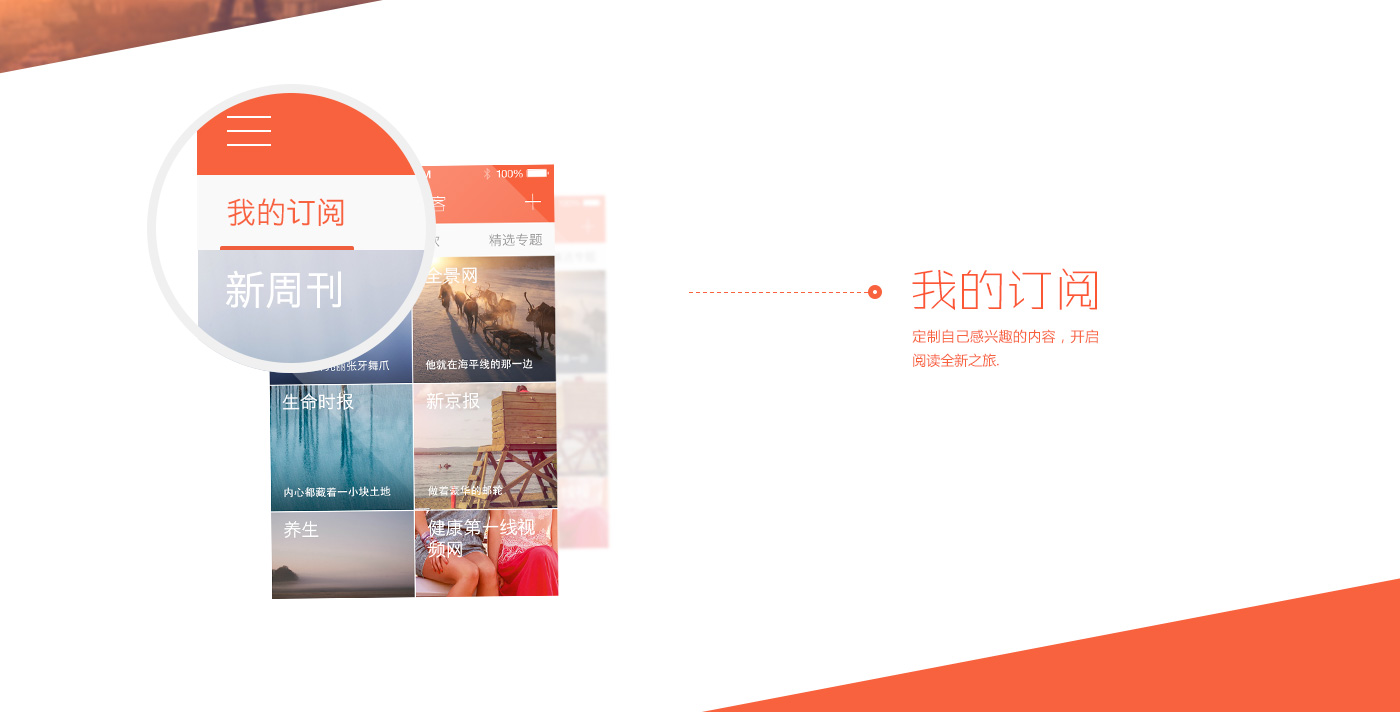 100%
客
我的订阅
精选专题
新周刊
全景网
张牙舞爪
他就在海平线的那一边
生命时报
新京报
内心都藏着一小块土地
做着豪华的邮轮
养生
健康第一线视
频网
我的订阅
定制自己感兴趣的内容，开启
阅读全新之旅.